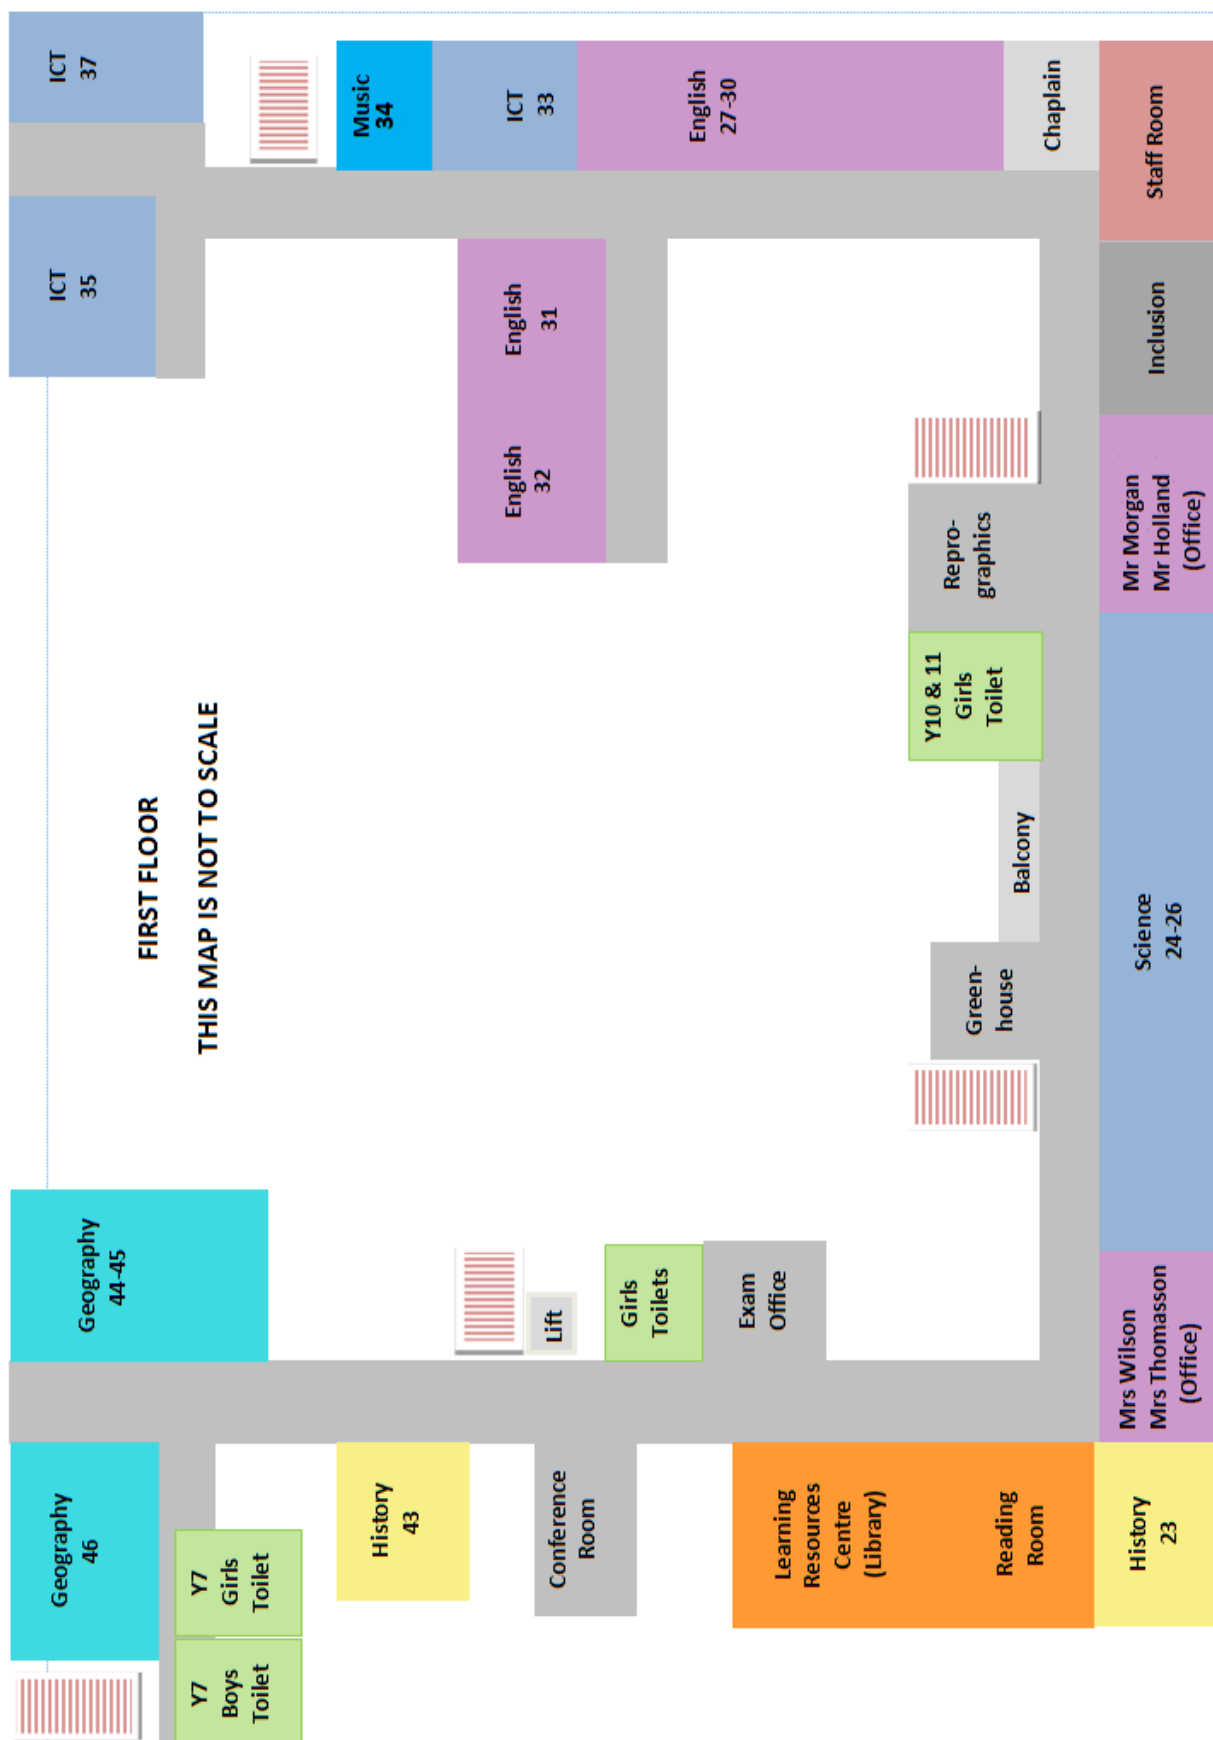 FIRST FLOOR
THIS MAP IS NOT TO SCALE
Geography
46
Y7
Girls
Toilet
Y7
Boys
Toilet
History
43
Conference
Room
Learning
Resources
Centre
(Library)
Reading
Room
History
23
Geography
44-45
Lift
Girls
Toilets
Exam
Office
Mrs Wilson
Mrs Thomasson
(Office)
Green-
house
Balcony
Science
24-26
Y10 & 11
Girls
Toilet
Repro-
graphics
Mr Morgan
Mr Holland
(Office)
Inclusion
Staff Room
English
32
English
31
ICT
35
ICT
37
Music
34
ICT
33
English
27-30
Chaplain